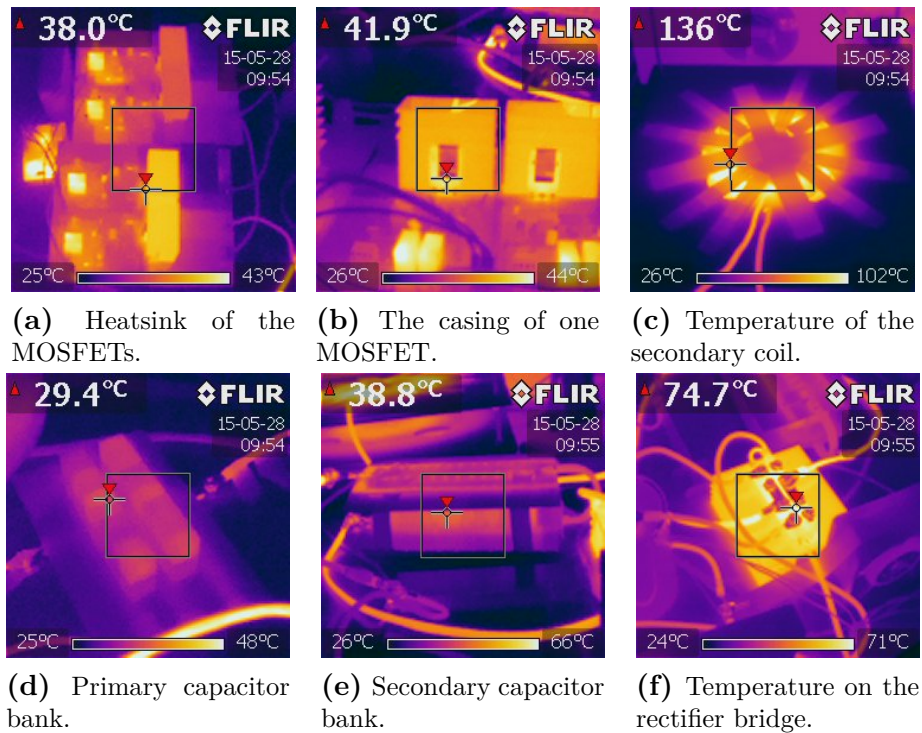 38.0°C FLIR
15-05-28
09:54
25°C 43°C
41.9°C FLIR
15-05-28
09:54
26°C 44°C
136°C FLIR
15-05-28
09:54
26°C 102°C
(a) Heatsink of the
MOSFETs.
(b) The casing of one
MOSFET.
(c) Temperature of the
secondary coil.
29.4°C FLIR
15-05-28
09:54
25°C 48°C
38.8°C FLIR
15-05-28
09:55
26°C 66°C
74.7°C FLIR
15-05-28
09:55
24°C 71°C
(d) Primary capacitor
bank.
(e) Secondary capacitor
bank.
(f) Temperature on the
rectifier bridge.